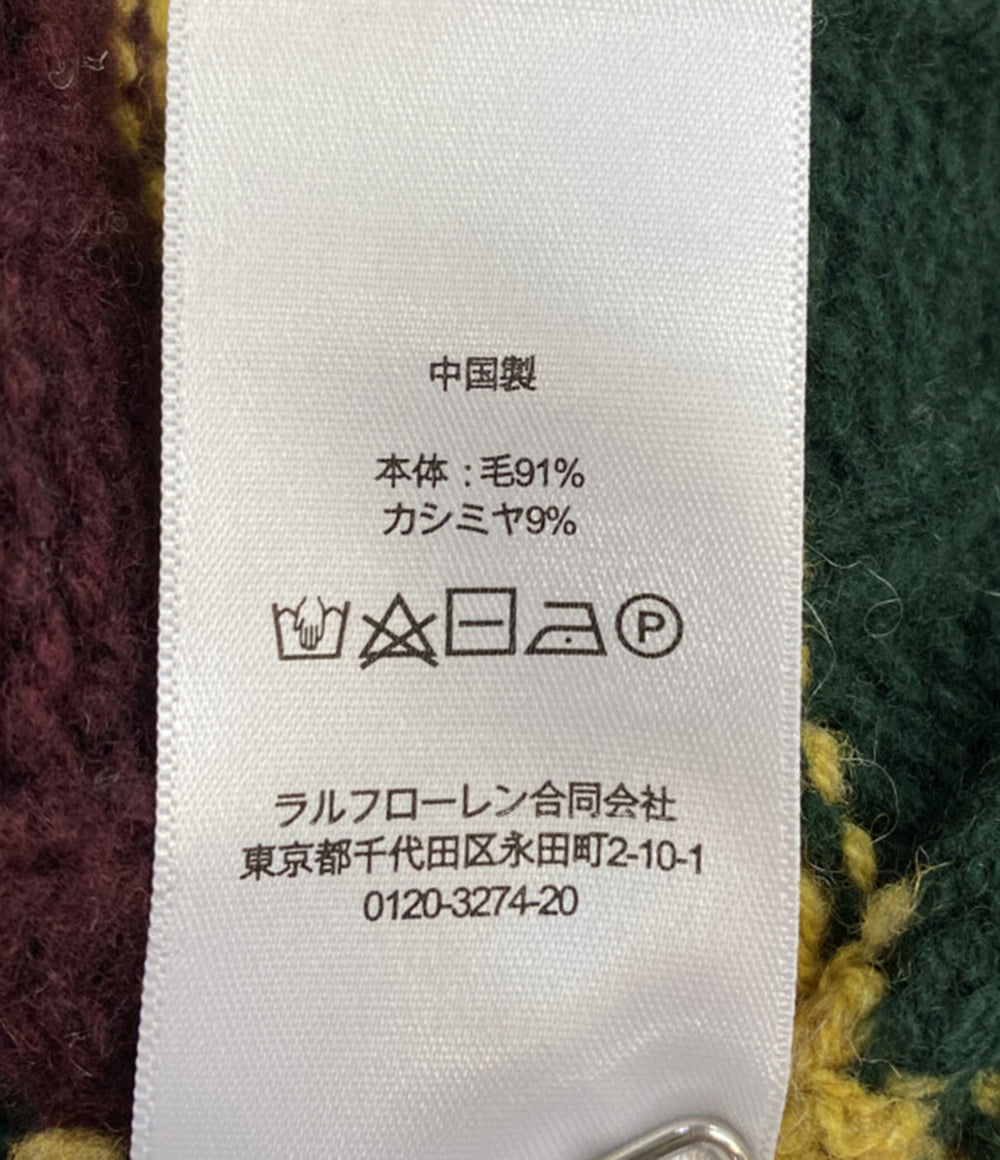 中国製
本体 : 毛91%
カシミヤ9%
P
ラルフローレン合同会社
東京都千代田区永田町2-10-1
0120-3274-20